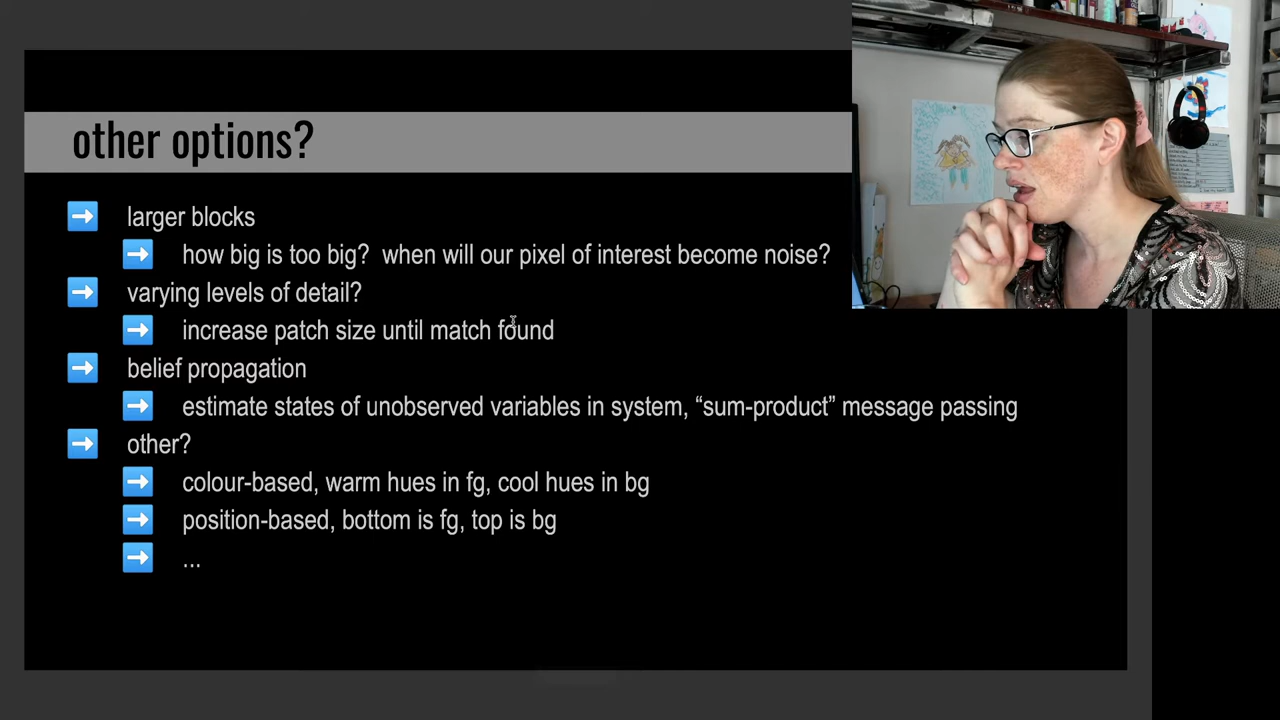 other options?
larger blocks
how big is too big? when will our pixel of interest become noise?
varying levels of detail?
increase patch size until match found
belief propagation
estimate states of unobserved variables in system, “sum-product” message passing
other?
colour-based, warm hues in fg, cool hues in bg
position-based, bottom is fg, top is bg
...